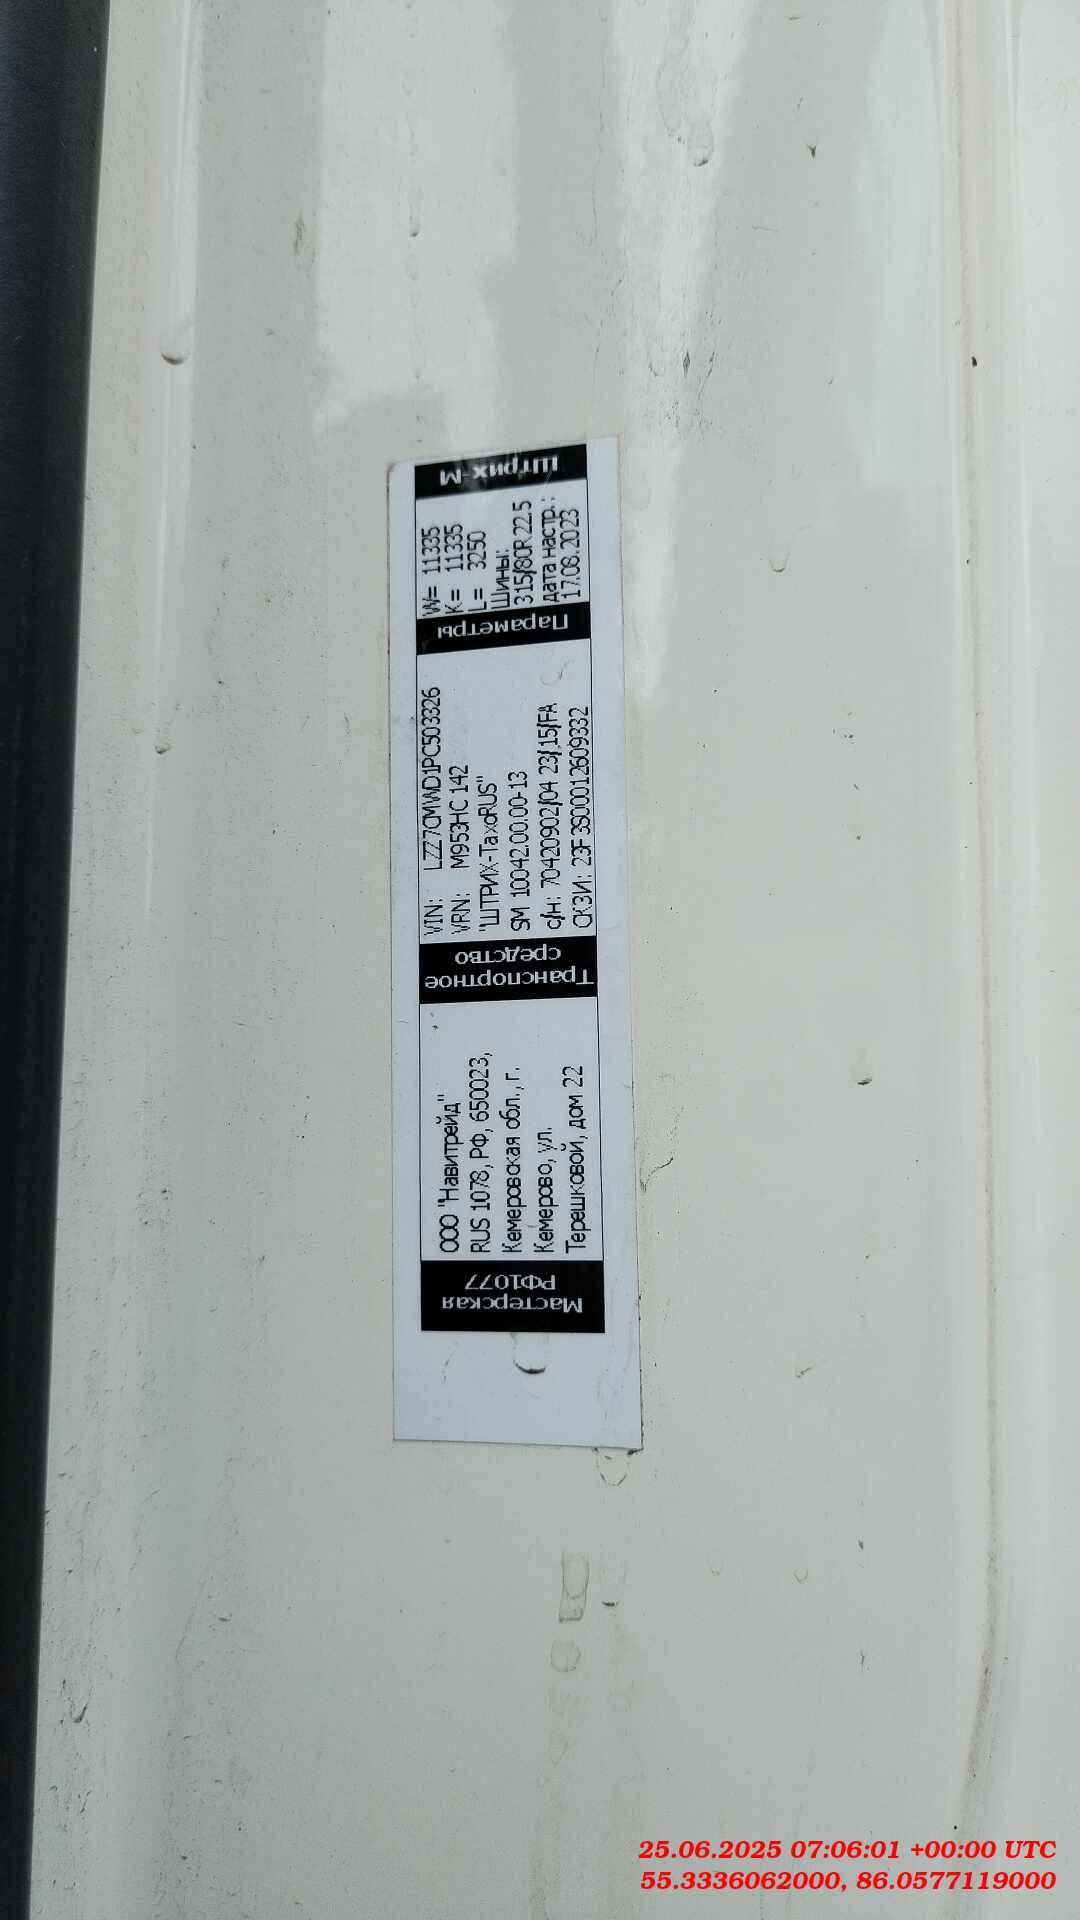 Мастерская
РФ1077
ООО "Навитрейд"
RUS 1078, РФ, 650023,
Кемеровская обл., г.
Кемерово, ул.
Терешковой, дом 22
Транспортное
средство
VIN: LZZ7CMWD1PC503326
VRN: М953НС 142
"ШТРИХ-ТахоRUS"
SM 10042.00.00-13
с/н: 70420902/04 23/,15/FA
СКЗИ: 23F3S00012609332
Параметры
W= 11335
K= 11335
L= 3250
Шины:
315/80R 22.5
дата настр.:
17.08.2023
Штрих-М
25.06.2025 07:06:01 +00:00 UTC
55.3336062000, 86.0577119000